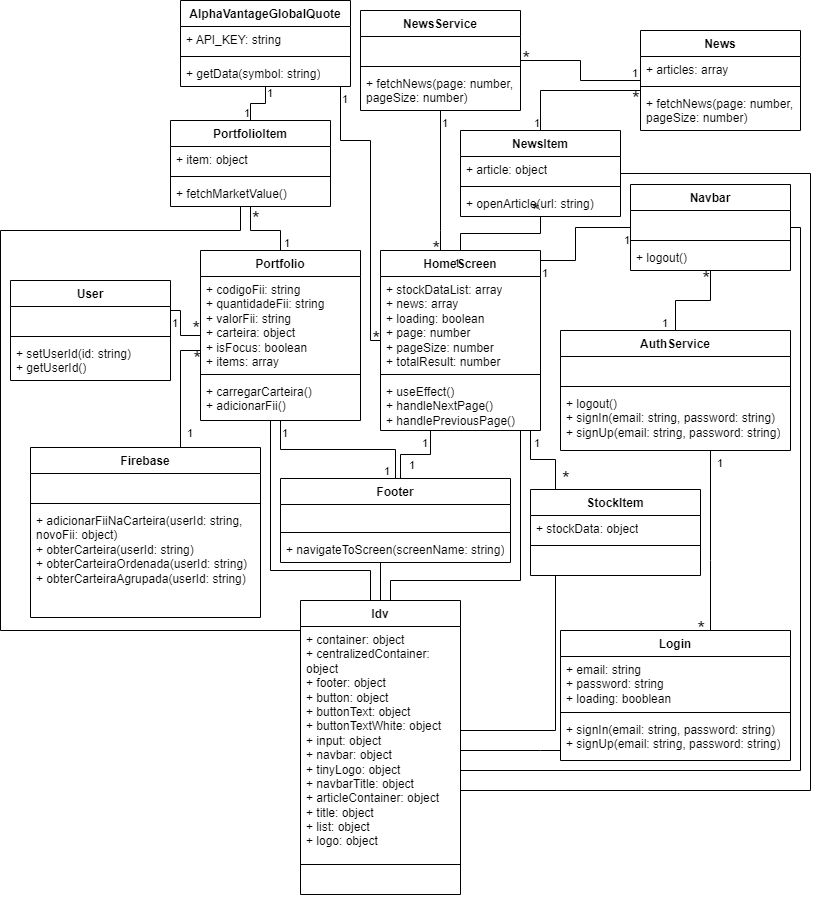 AlphaVantageGlobalQuote
+ API_KEY: string
+ getData(symbol: string)
1
1
NewsService
+ fetchNews(page: number,
pageSize: number)
*
1
News
+ articles: array
+ fetchNews(page: number,
pageSize: number)
1
*
PortfolioItem
+ item: object
+ fetchMarketValue()
1
*
NewsItem
+ article: object
+ openArticle(url: string)
1
*
Navbar
+ logout()
1
*
User
+ setUserId(id: string)
+ getUserId()
1
Portfolio
+ codigoFii: string
+ quantidadeFii: string
+ valorFii: string
+ carteira: object
+ isFocus: boolean
+ items: array
+ carregarCarteira()
+ adicionarFii()
1
*
*
1
HomeScreen
+ stockDataList: array
+ news: array
+ loading: boolean
+ page: number
+ pageSize: number
+ totalResult: number
+ useEffect()
+ handleNextPage()
+ handlePreviousPage()
*
1
1
*
1
AuthService
+ logout()
+ signIn(email: string, password: string)
+ signUp(email: string, password: string)
1
1
Firebase
+ adicionarFiiNaCarteira(userId: string,
novoFii: object)
+ obterCarteira(userId: string)
+ obterCarteiraOrdenada(userId: string)
+ obterCarteiraAgrupada(userId: string)
1
Footer
+ navigateToScreen(screenName: string)
1
1
StockItem
+ stockData: object
*
Idv
+ container: object
+ centralizedContainer:
object
+ footer: object
+ button: object
+ buttonText: object
+ buttonTextWhite: object
+ input: object
+ navbar: object
+ tinyLogo: object
+ navbarTitle: object
+ articleContainer: object
+ title: object
+ list: object
+ logo: object
Login
+ email: string
+ password: string
+ loading: booblean
+ signIn(email: string, password: string)
+ signUp(email: string, password: string)
*